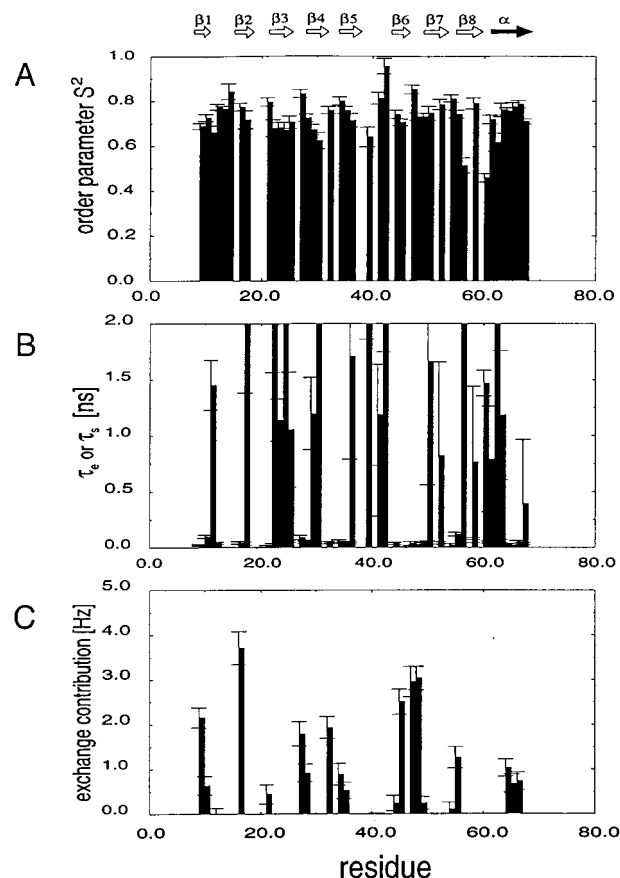 β1 β2 β3 β4 β5 β6 β7 β8 α
A
order parameter S²
1.0
0.8
0.6
0.4
0.2
0.0
0.0 20.0 40.0 60.0 80.0
B
τe or τs [ns]
2.0
1.5
1.0
0.5
0.0
0.0 20.0 40.0 60.0 80.0
C
exchange contribution [Hz]
5.0
4.0
3.0
2.0
1.0
0.0
0.0 20.0 40.0 60.0 80.0
residue